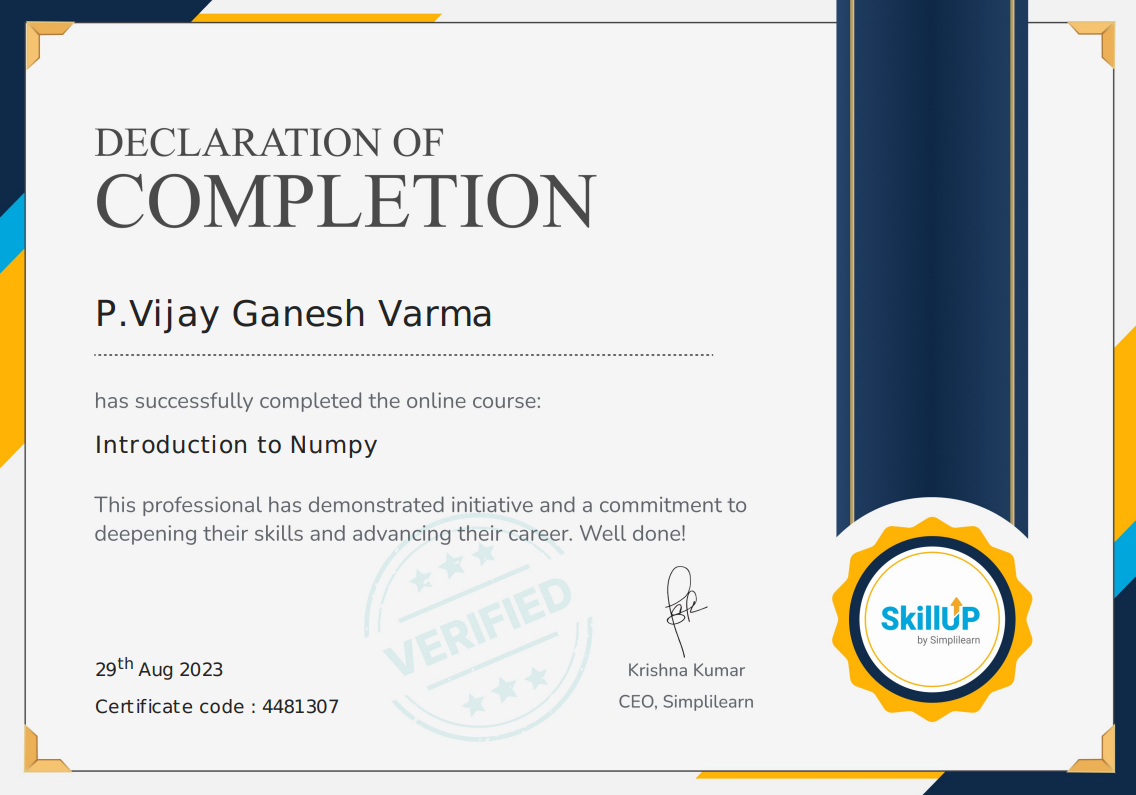 DECLARATION OF
COMPLETION
P.Vijay Ganesh Varma
has successfully completed the online course:
Introduction to Numpy
This professional has demonstrated initiative and a commitment to
deepening their skills and advancing their career. Well done!
VERIFIED
29th Aug 2023
Certificate code : 4481307
Krishna Kumar
CEO, Simplilearn
SkillUP
by Simplilearn